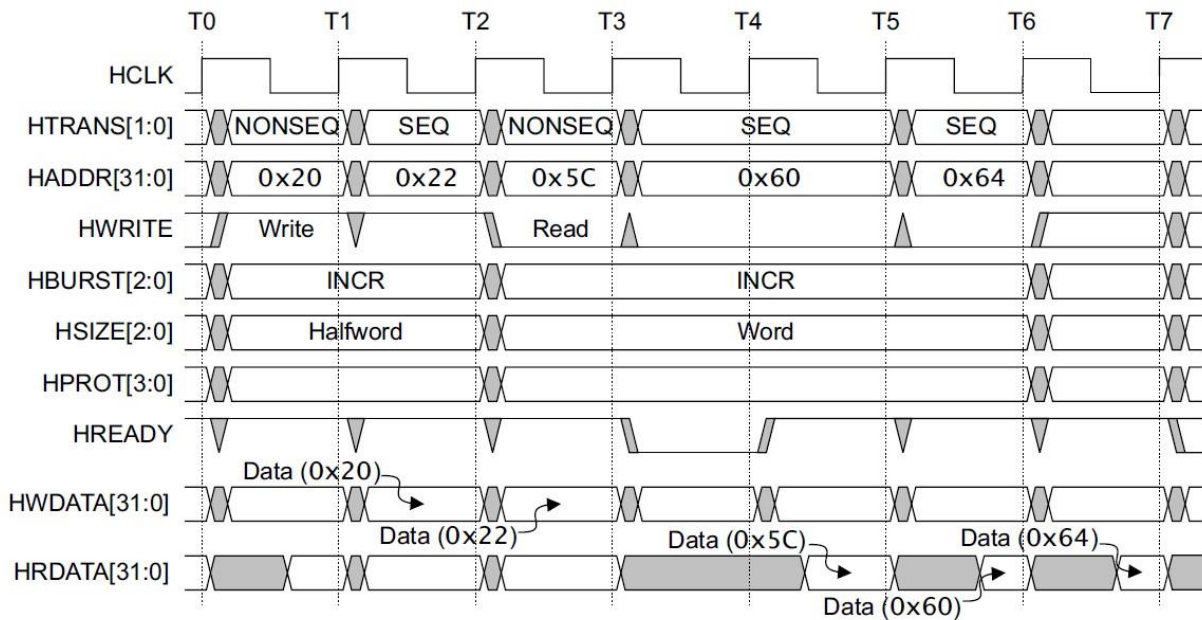 T0 T1 T2 T3 T4 T5 T6 T7
HCLK
HTRANS[1:0] NONSEQ SEQ NONSEQ SEQ SEQ
HADDR[31:0] 0x20 0x22 0x5C 0x60 0x64
HWRITE Write Read
HBURST[2:0] INCR INCR
HSIZE[2:0] Halfword Word
HPROT[3:0]
HREADY
Data (0x20)
HWDATA[31:0]
Data (0x22) Data (0x5C) Data (0x64)
HRDATA[31:0]
Data (0x60)